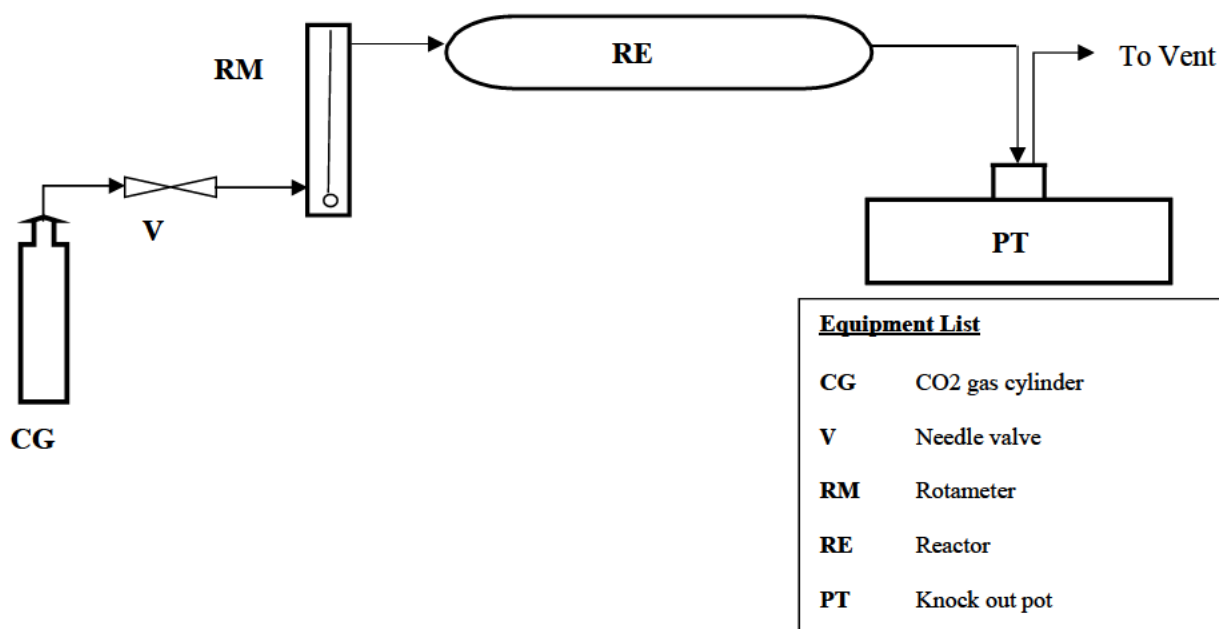 RM
RE
To Vent
V
PT
CG
Equipment List
CG CO2 gas cylinder
V Needle valve
RM Rotameter
RE Reactor
PT Knock out pot